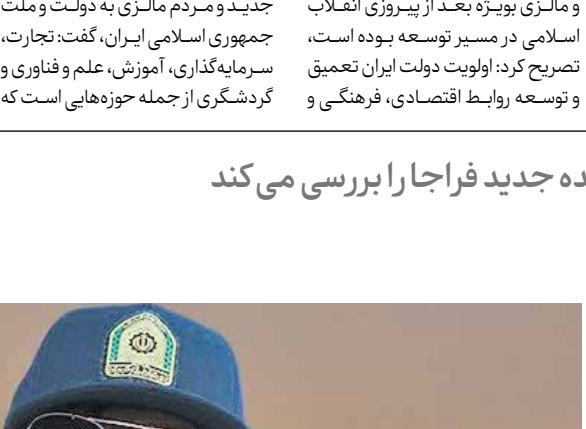 و مالزی بویژه بعد از پیروزی انقلاب
اسلامی در مسیر توسعه بوده است،
تصریح کرد: اولویت دولت ایران تعمیق
و توسعه روابط اقتصادی، فرهنگی و
جدید و مردم مالزی به دولت و ملت
جمهوری اسلامی ایران، گفت: تجارت،
سرمایه‌گذاری، آموزش، علم و فناوری و
گردشگری از جمله حوزه‌هایی است که
ده جدید فراجا را بررسی می‌کند